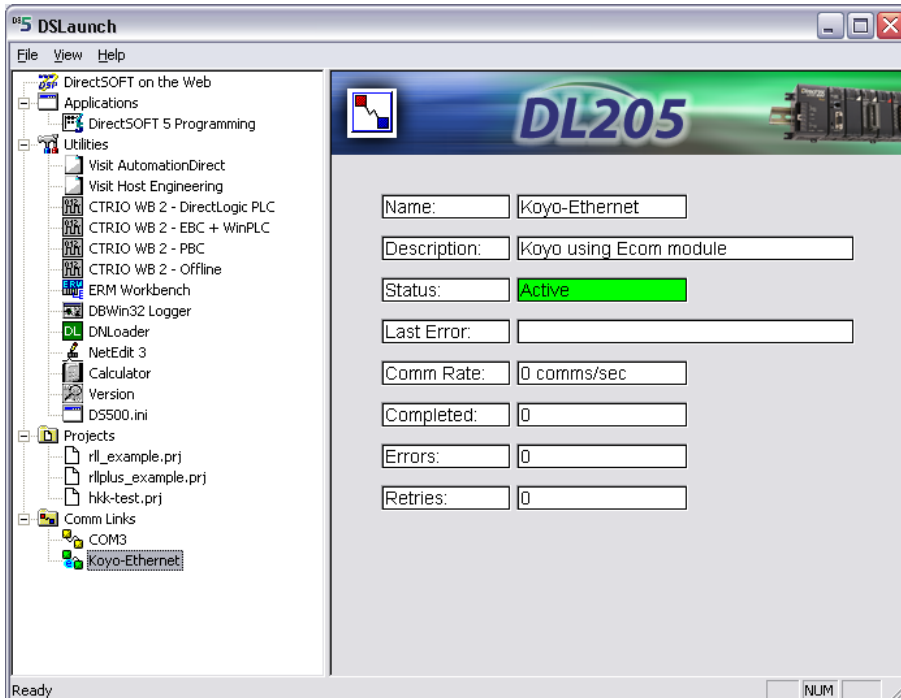 DS5 DSLaunch
File View Help
DirectSOFT on the Web
Applications
DirectSOFT 5 Programming
Utilities
Visit AutomationDirect
Visit Host Engineering
CTRIO WB 2 - DirectLogic PLC
CTRIO WB 2 - EBC + WinPLC
CTRIO WB 2 - PBC
CTRIO WB 2 - Offline
ERM Workbench
DBWin32 Logger
DL DNLoader
NetEdit 3
Calculator
Version
DS500.ini
Projects
rll_example.prj
rllplus_example.prj
hkk-test.prj
Comm Links
COM3
Koyo-Ethernet
DL205
Name: Koyo-Ethernet
Description: Koyo using Ecom module
Status: Active
Last Error:
Comm Rate: 0 comms/sec
Completed: 0
Errors: 0
Retries: 0
Ready NUM